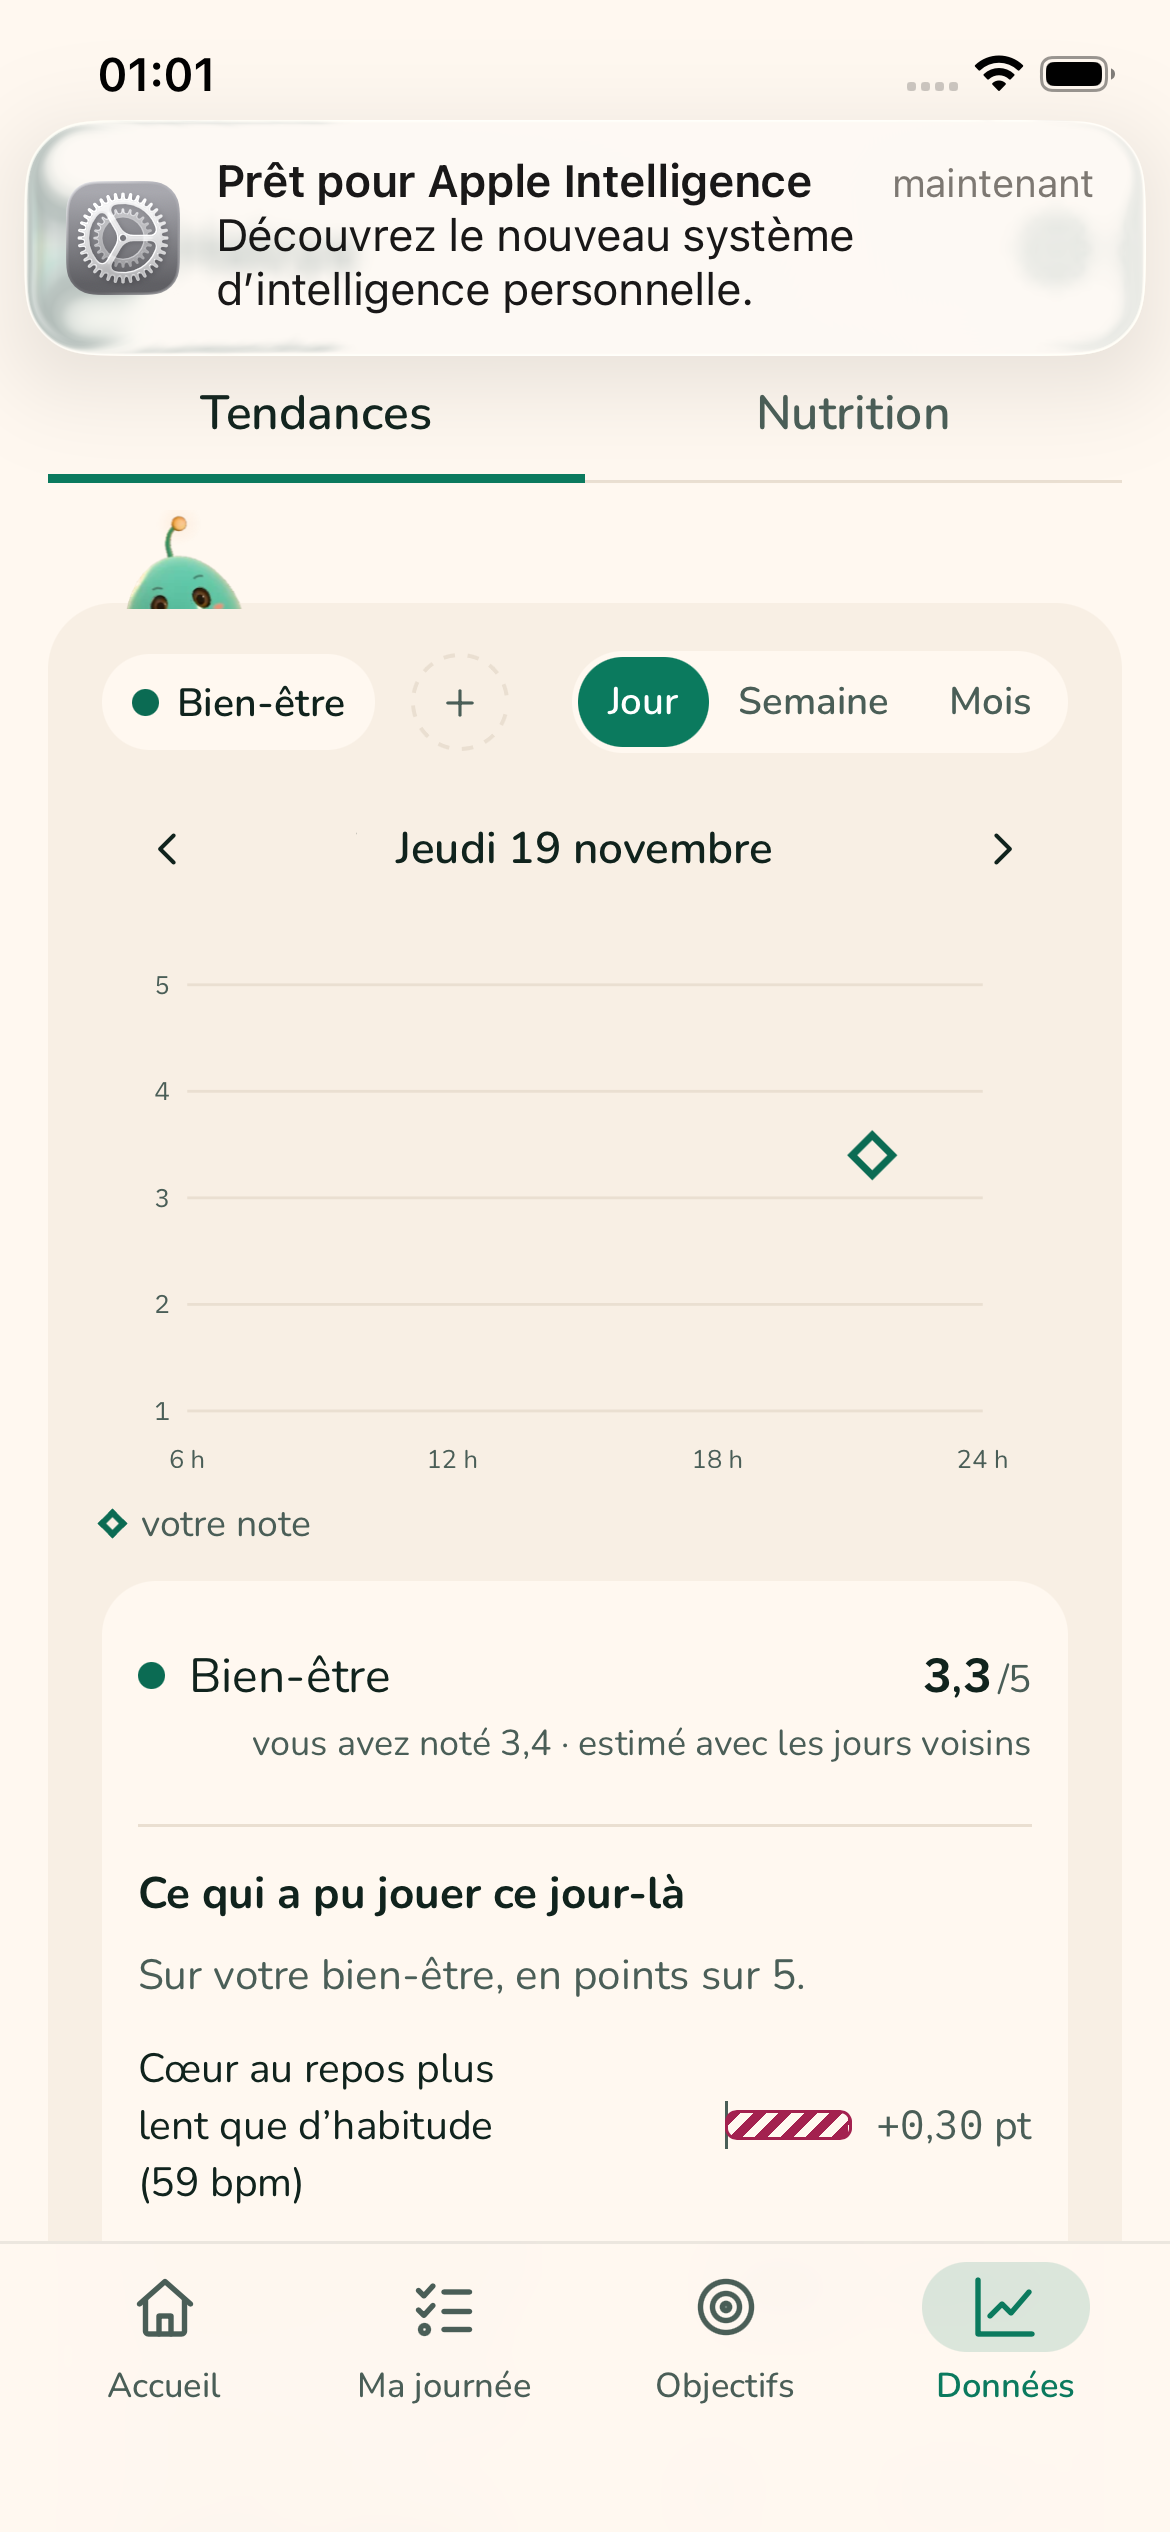 01:01
Prêt pour Apple Intelligence
maintenant
Découvrez le nouveau système
d’intelligence personnelle.
Tendances
Nutrition
Bien-être
+
Jour
Semaine
Mois
Jeudi 19 novembre
5
4
3
2
1
6 h
12 h
18 h
24 h
votre note
Bien-être
3,3 /5
vous avez noté 3,4 · estimé avec les jours voisins
Ce qui a pu jouer ce jour-là
Sur votre bien-être, en points sur 5.
Cœur au repos plus
lent que d’habitude
(59 bpm)
+0,30 pt
Accueil
Ma journée
Objectifs
Données